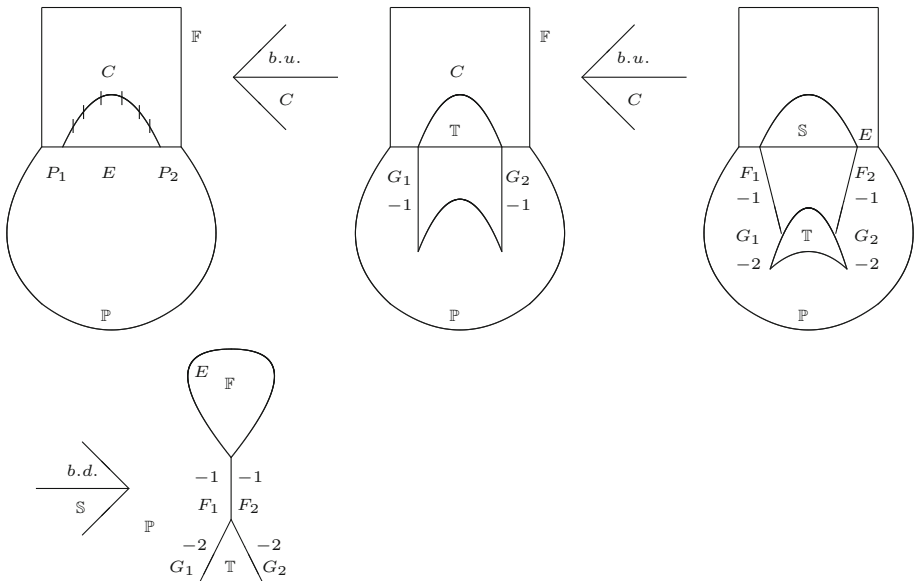 𝔽 b.u. 𝔽 b.u.
C C
C 𝕋 C 𝕊 E
P₁ E P₂ G₁ G₂ F₁ F₂
−1 −1 −1 −1
G₁ 𝕋 G₂
−2 −2
ℙ ℙ ℙ
E 𝔽
b.d. −1 −1
𝕊 F₁ F₂
ℙ
−2 −2
G₁ 𝕋 G₂